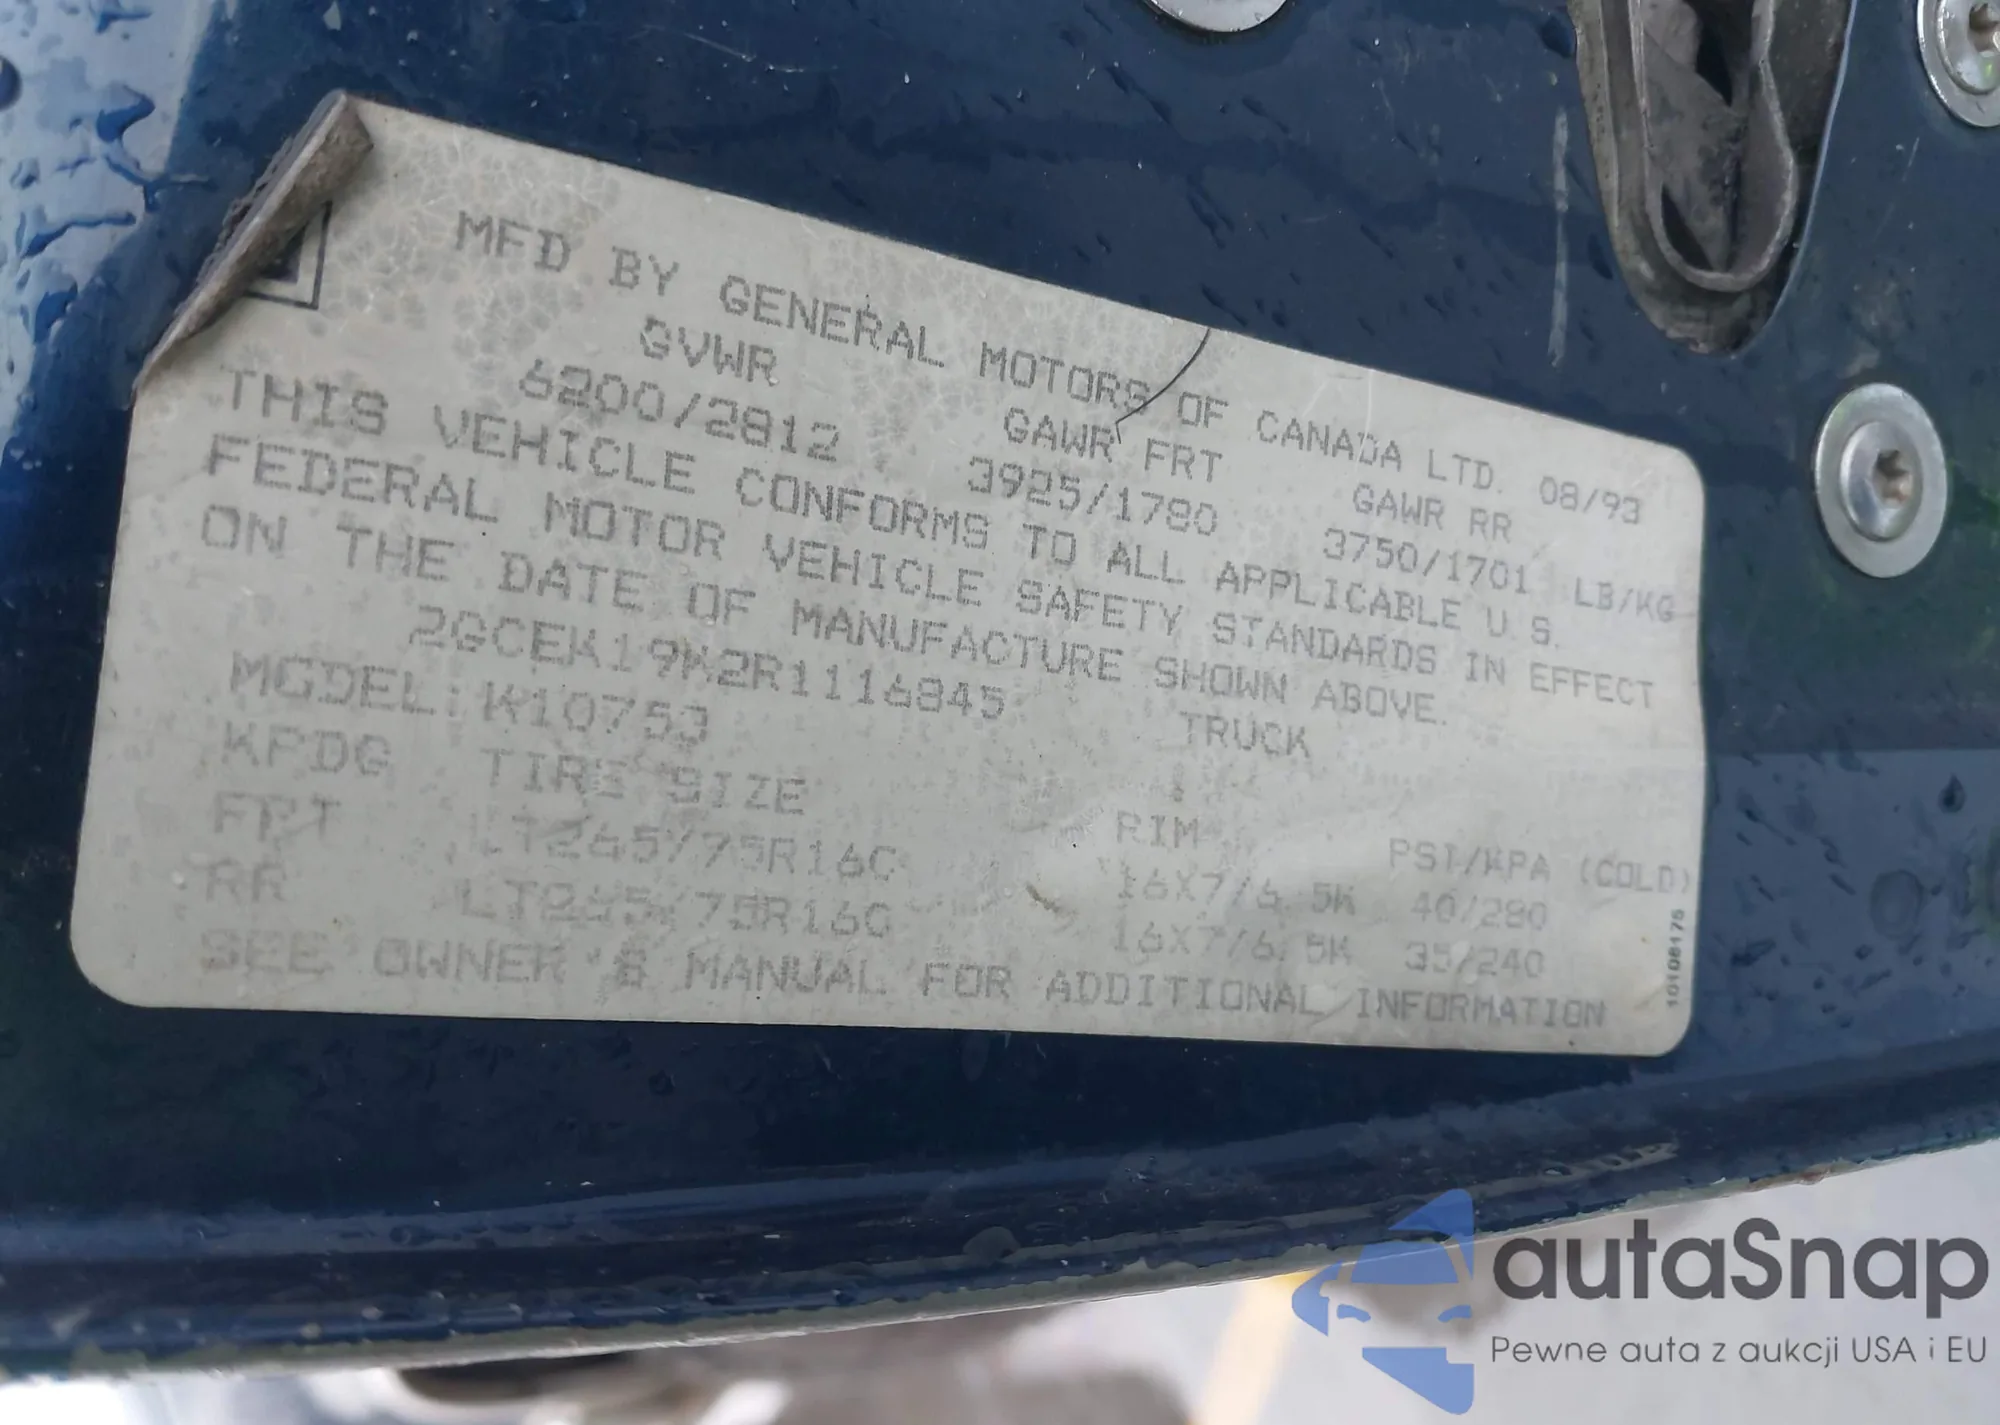 MFD BY GENERAL MOTORS OF CANADA LTD. 08/93
GVWR GAWR FRT GAWR RR
6200/2812 3925/1780 3750/1701 LB/KG
THIS VEHICLE CONFORMS TO ALL APPLICABLE U.S.
FEDERAL MOTOR VEHICLE SAFETY STANDARDS IN EFFECT
ON THE DATE OF MANUFACTURE SHOWN ABOVE.
2GCEK19K2R1116845 TRUCK
MODEL: K10753
KPDG TIRE SIZE RIM PSI/KPA (COLD)
FRT LT265/75R16C 16X7/6.5K 40/280
RR LT265/75R16C 16X7/6.5K 35/240
SEE OWNER'S MANUAL FOR ADDITIONAL INFORMATION
10108175
autaSnap
Pewne auta z aukcji USA i EU